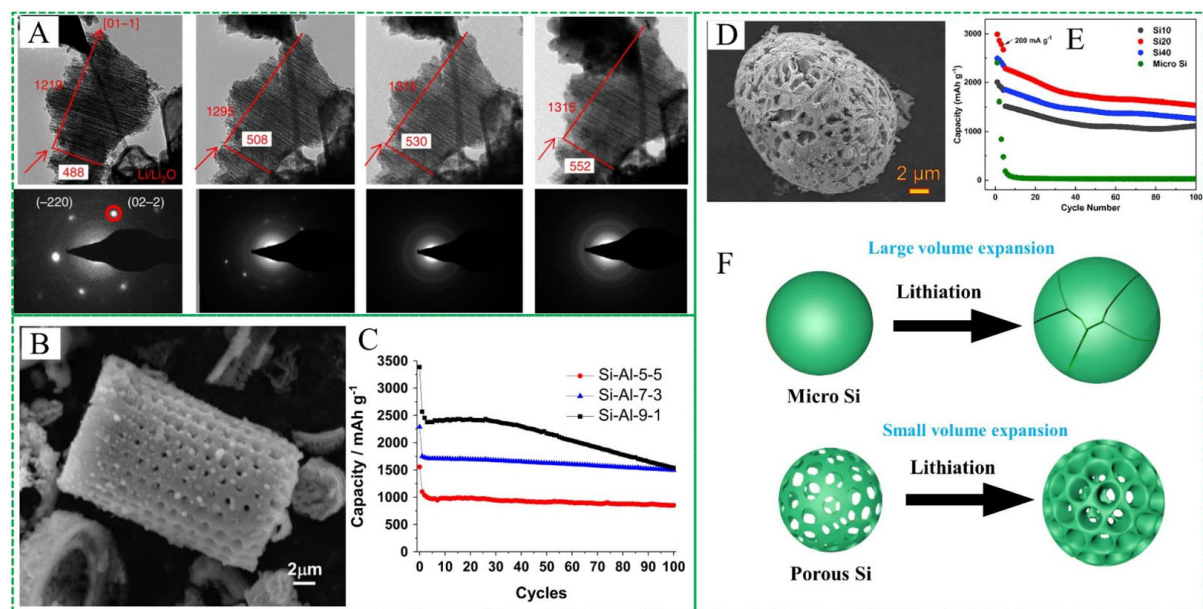 A
[01–1]
1219
488
Li/Li₂O
1295
508
1310
530
1315
552
(–220)
(02–2)
B
2μm
C
Capacity / mAh g⁻¹
3500
3000
2500
2000
1500
1000
500
0
Si-Al-5-5
Si-Al-7-3
Si-Al-9-1
0 10 20 30 40 50 60 70 80 90 100
Cycles
D
2 μm
E
Capacity (mAh g⁻¹)
3000
2000
1000
0
200 mA g⁻¹
Si10
Si20
Si40
Micro Si
0 20 40 60 80 100
Cycle Number
F
Large volume expansion
Lithiation
Micro Si
Small volume expansion
Lithiation
Porous Si